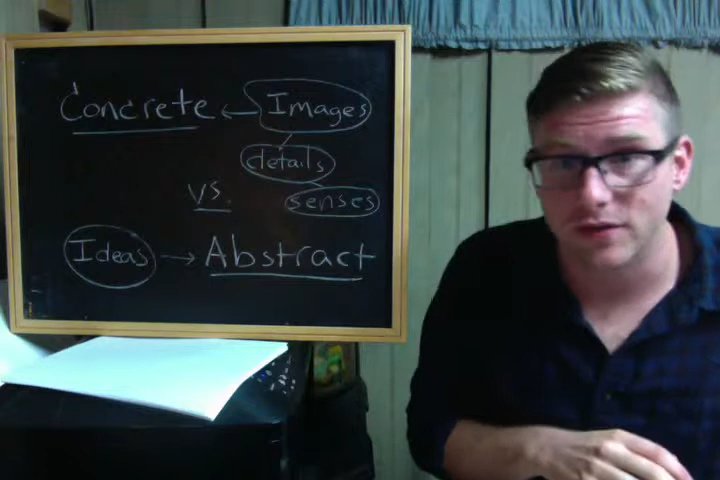 Concrete ← Images
details
vs. senses
Ideas → Abstract